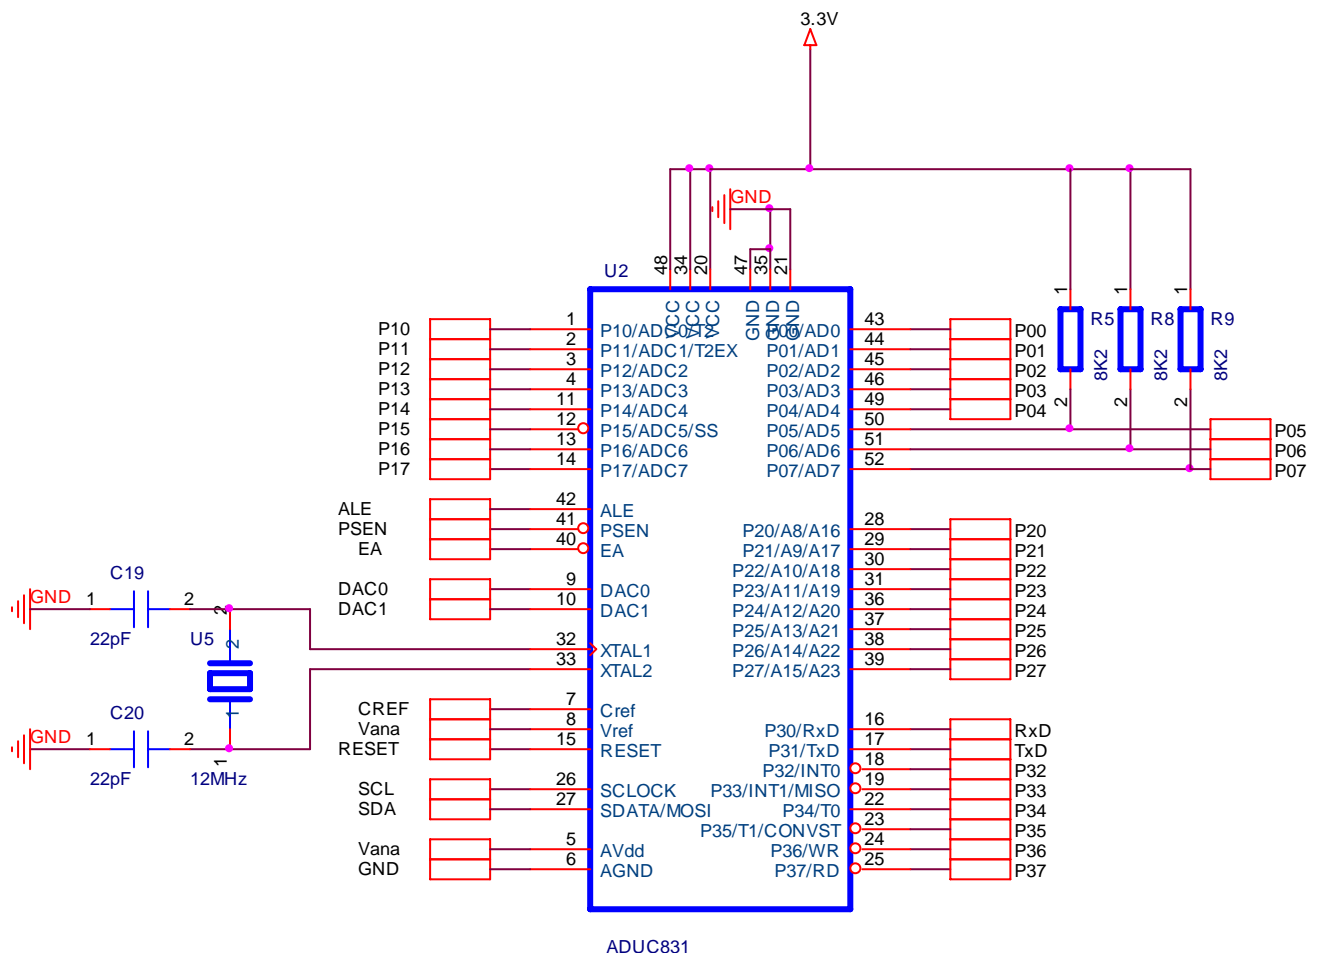 3.3V
GND
48 34 20 47 35 21
U2
VCC VCC VCC GND GND GND
P10 1 P10/ADC0/T2 P00/AD0 43 P00
P11 2 P11/ADC1/T2EX P01/AD1 44 P01
P12 3 P12/ADC2 P02/AD2 45 P02
P13 4 P13/ADC3 P03/AD3 46 P03
P14 11 P14/ADC4 P04/AD4 49 P04
P15 12 P15/ADC5/SS P05/AD5 50 P05
P16 13 P16/ADC6 P06/AD6 51 P06
P17 14 P17/ADC7 P07/AD7 52 P07
1 R5 8K2 2
1 R8 8K2 2
1 R9 8K2 2
ALE 42 ALE
PSEN 41 PSEN P20/A8/A16 28 P20
EA 40 EA P21/A9/A17 29 P21
P22/A10/A18 30 P22
DAC0 9 DAC0 P23/A11/A19 31 P23
DAC1 10 DAC1 P24/A12/A20 36 P24
P25/A13/A21 37 P25
32 XTAL1 P26/A14/A22 38 P26
33 XTAL2 P27/A15/A23 39 P27
C19
GND 1 2 2
22pF U5 2
C20 1
GND 1 2
22pF 1 12MHz
CREF 7 Cref
Vana 8 Vref P30/RxD 16 RxD
RESET 15 RESET P31/TxD 17 TxD
P32/INT0 18 P32
SCL 26 SCLOCK P33/INT1/MISO 19 P33
SDA 27 SDATA/MOSI P34/T0 22 P34
P35/T1/CONVST 23 P35
Vana 5 AVdd P36/WR 24 P36
GND 6 AGND P37/RD 25 P37
ADUC831